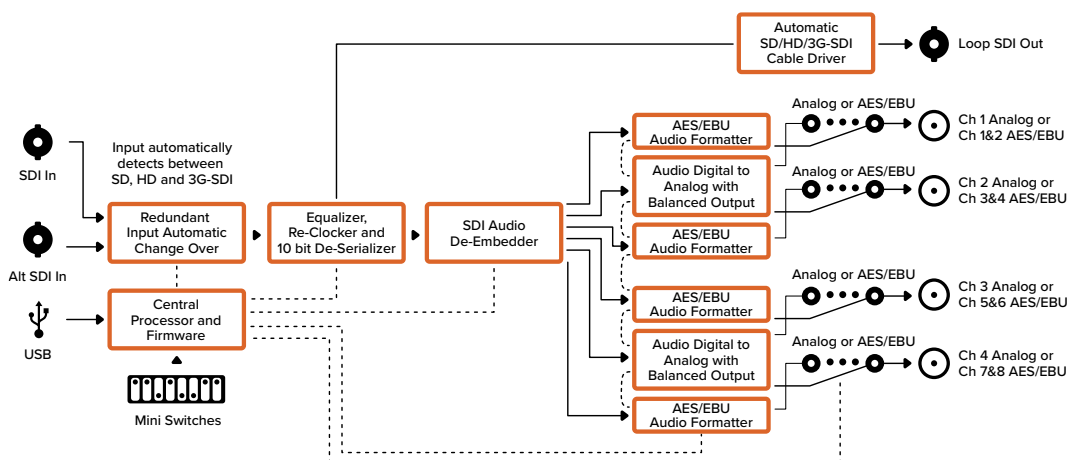 Automatic
SD/HD/3G-SDI
Cable Driver
Loop SDI Out
Input automatically
detects between
SD, HD and 3G-SDI
SDI In
Alt SDI In
USB
Redundant
Input Automatic
Change Over
Equalizer,
Re-Clocker and
10 bit De-Serializer
SDI Audio
De-Embedder
Central
Processor and
Firmware
Mini Switches
AES/EBU
Audio Formatter
Audio Digital to
Analog with
Balanced Output
AES/EBU
Audio Formatter
AES/EBU
Audio Formatter
Audio Digital to
Analog with
Balanced Output
AES/EBU
Audio Formatter
Analog or AES/EBU
Ch 1 Analog or
Ch 1&2 AES/EBU
Analog or AES/EBU
Ch 2 Analog or
Ch 3&4 AES/EBU
Analog or AES/EBU
Ch 3 Analog or
Ch 5&6 AES/EBU
Analog or AES/EBU
Ch 4 Analog or
Ch 7&8 AES/EBU